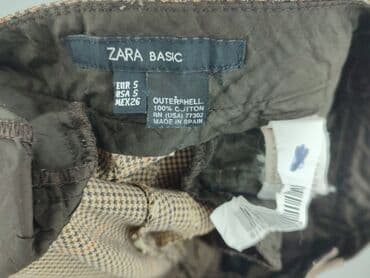 ZARA BASIC
EUR S
USA S
MEX 26
OUTERSHELL
100% COTTON
RN (USA) 77302
MADE IN SPAIN